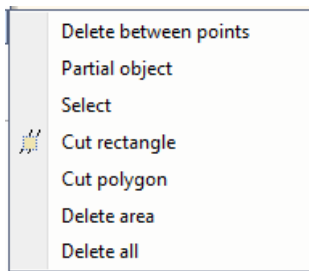 Delete between points
Partial object
Select
Cut rectangle
Cut polygon
Delete area
Delete all